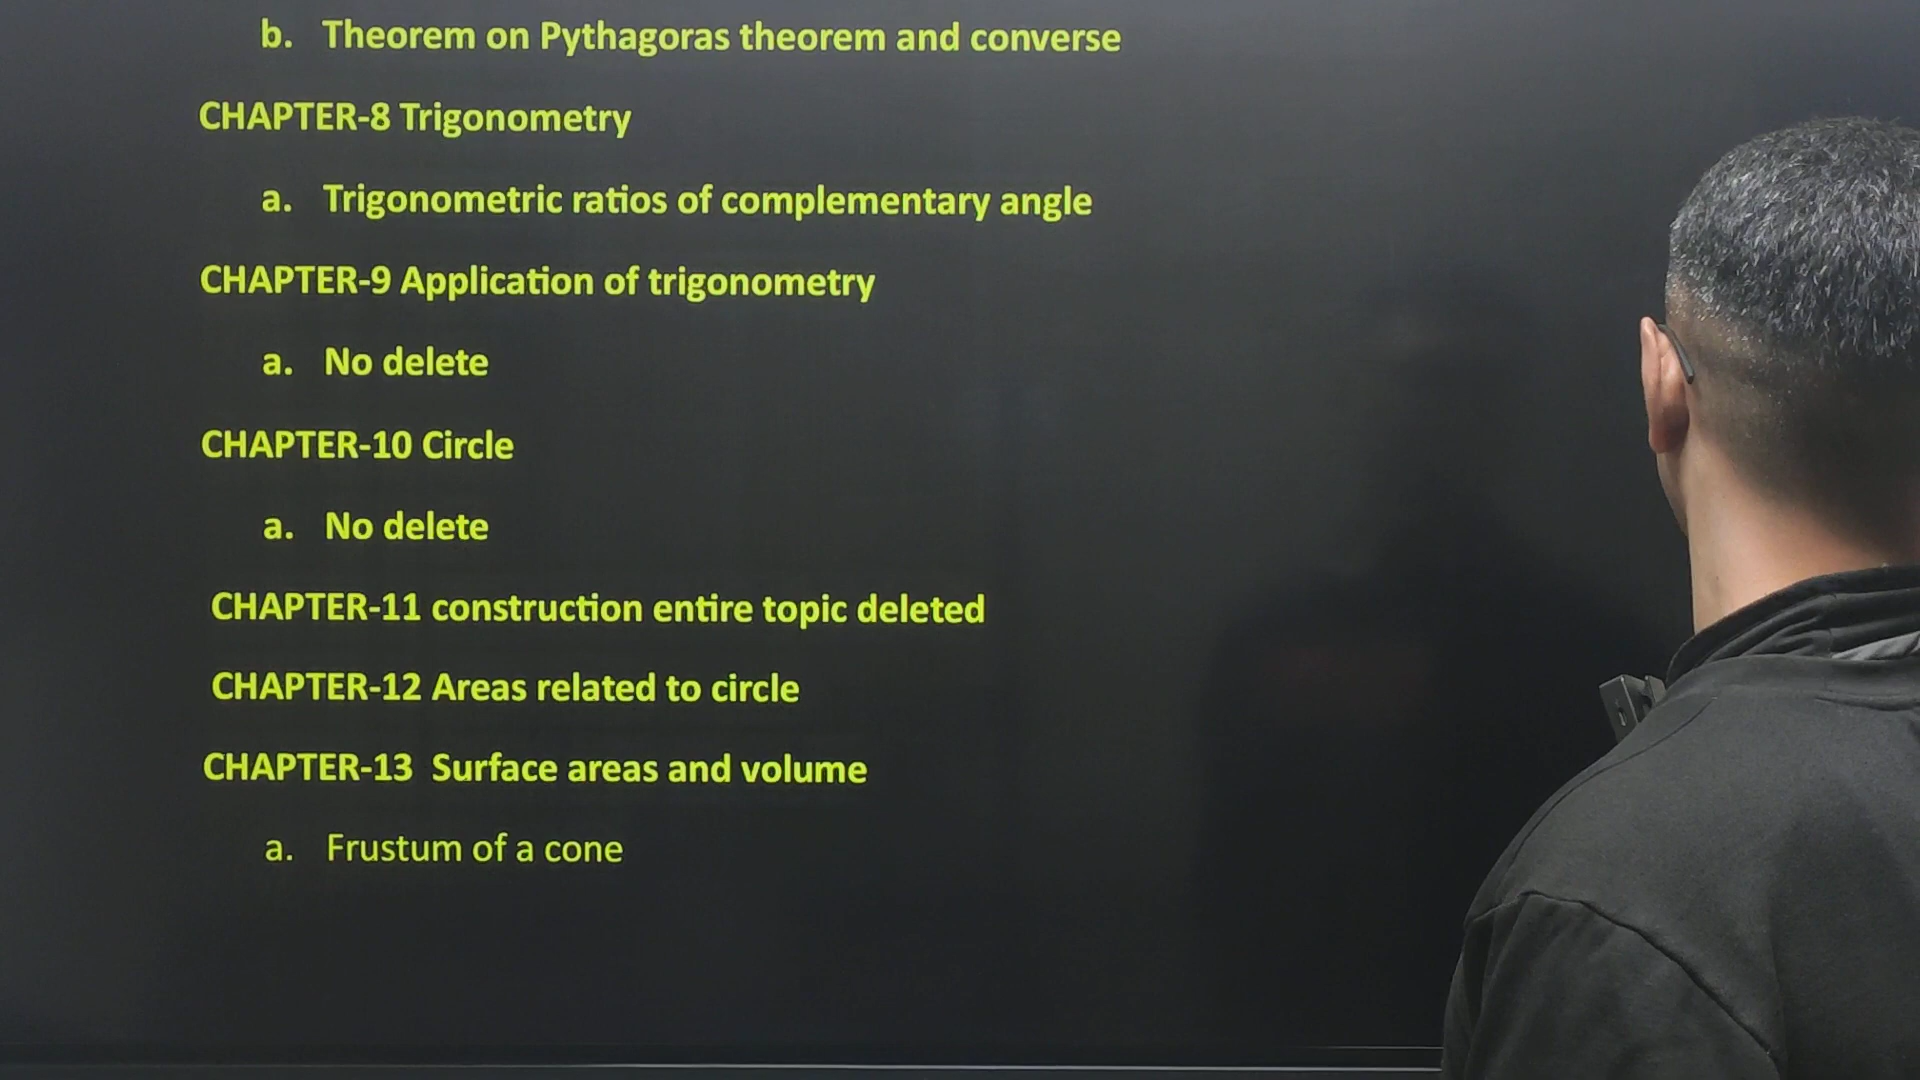 b. Theorem on Pythagoras theorem and converse
CHAPTER-8 Trigonometry
a. Trigonometric ratios of complementary angle
CHAPTER-9 Application of trigonometry
a. No delete
CHAPTER-10 Circle
a. No delete
CHAPTER-11 construction entire topic deleted
CHAPTER-12 Areas related to circle
CHAPTER-13 Surface areas and volume
a. Frustum of a cone